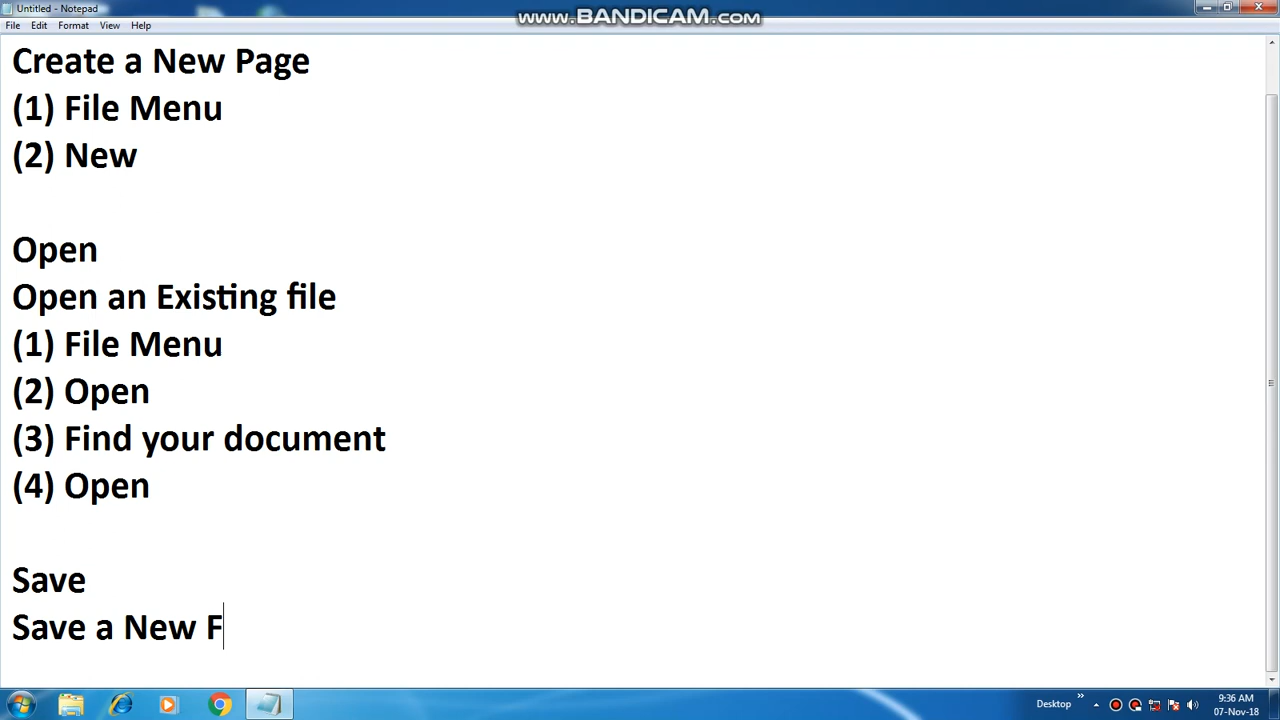 Untitled - Notepad
www.BANDICAM.com
File Edit Format View Help
Create a New Page
(1) File Menu
(2) New
Open
Open an Existing file
(1) File Menu
(2) Open
(3) Find your document
(4) Open
Save
Save a New F
Desktop
9:36 AM
07-Nov-18